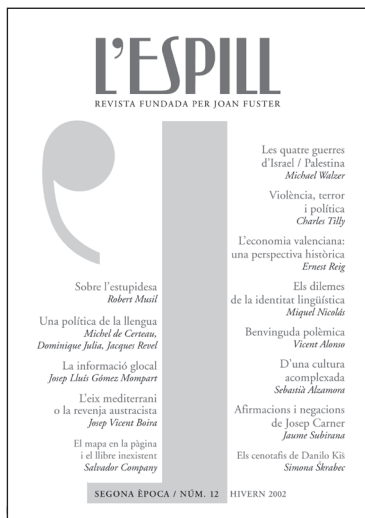 L'ESPILL
REVISTA FUNDADA PER JOAN FUSTER
Les quatre guerres
d'Israel / Palestina
Michael Walzer
Violència, terror
i política
Charles Tilly
L'economia valenciana:
una perspectiva històrica
Ernest Reig
Els dilemes
de la identitat lingüística
Miquel Nicolás
Benvinguda polèmica
Vicent Alonso
D'una cultura
acomplexada
Sebastià Alzamora
Afirmacions i negacions
de Josep Carner
Jaume Subirana
Els cenotafis de Danilo Kiš
Simona Škrabec
Sobre l'estupidesa
Robert Musil
Una política de la llengua
Michel de Certeau,
Dominique Julia, Jacques Revel
La informació glocal
Josep Lluís Gómez Mompart
L'eix mediterrani
o la revenja austracista
Josep Vicent Boira
El mapa en la pàgina
i el llibre inexistent
Salvador Company
SEGONA ÈPOCA / NÚM. 12 HIVERN 2002